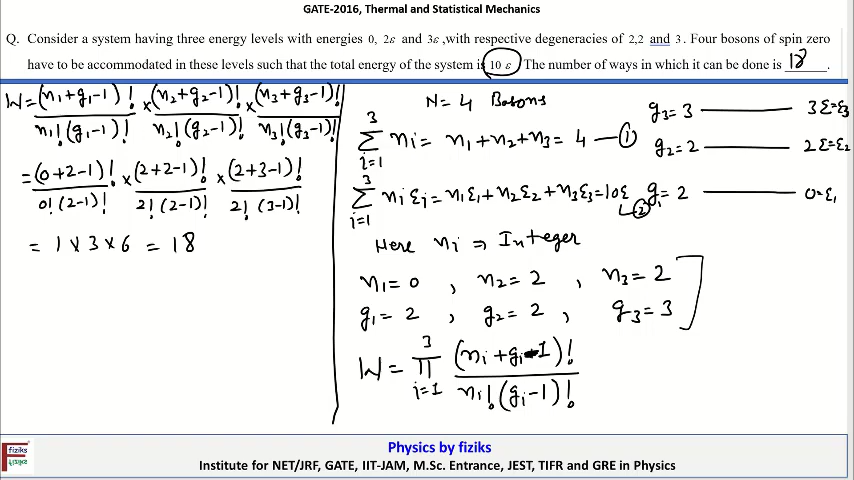 GATE-2016, Thermal and Statistical Mechanics
Q. Consider a system having three energy levels with energies 0, 2ε and 3ε ,with respective degeneracies of 2,2 and 3. Four bosons of spin zero
have to be accommodated in these levels such that the total energy of the system is 10 ε . The number of ways in which it can be done is 18.
W = (n₁+g₁-1)!/n₁!(g₁-1)! × (n₂+g₂-1)!/n₂!(g₂-1)! × (n₃+g₃-1)!/n₃!(g₃-1)!
= (0+2-1)!/0!(2-1)! × (2+2-1)!/2!(2-1)! × (2+3-1)!/2!(3-1)!
= 1 × 3 × 6 = 18
N = 4 Bosons
∑ᵢ₌₁³ nᵢ = n₁+n₂+n₃ = 4 —①
∑ᵢ₌₁³ nᵢεᵢ = n₁ε₁+n₂ε₂+n₃ε₃ = 10ε ②
g₃ = 3 ——— 3ε=ε₃
g₂ = 2 ——— 2ε=ε₂
g₁ = 2 ——— 0=ε₁
Here nᵢ ⇒ Integer
n₁ = 0 , n₂ = 2 , n₃ = 2
g₁ = 2 , g₂ = 2 , g₃ = 3
W = ∏ᵢ₌₁³ (nᵢ+gᵢ-1)!/nᵢ!(gᵢ-1)!
fiziks
Physics by fiziks
Institute for NET/JRF, GATE, IIT-JAM, M.Sc. Entrance, JEST, TIFR and GRE in Physics